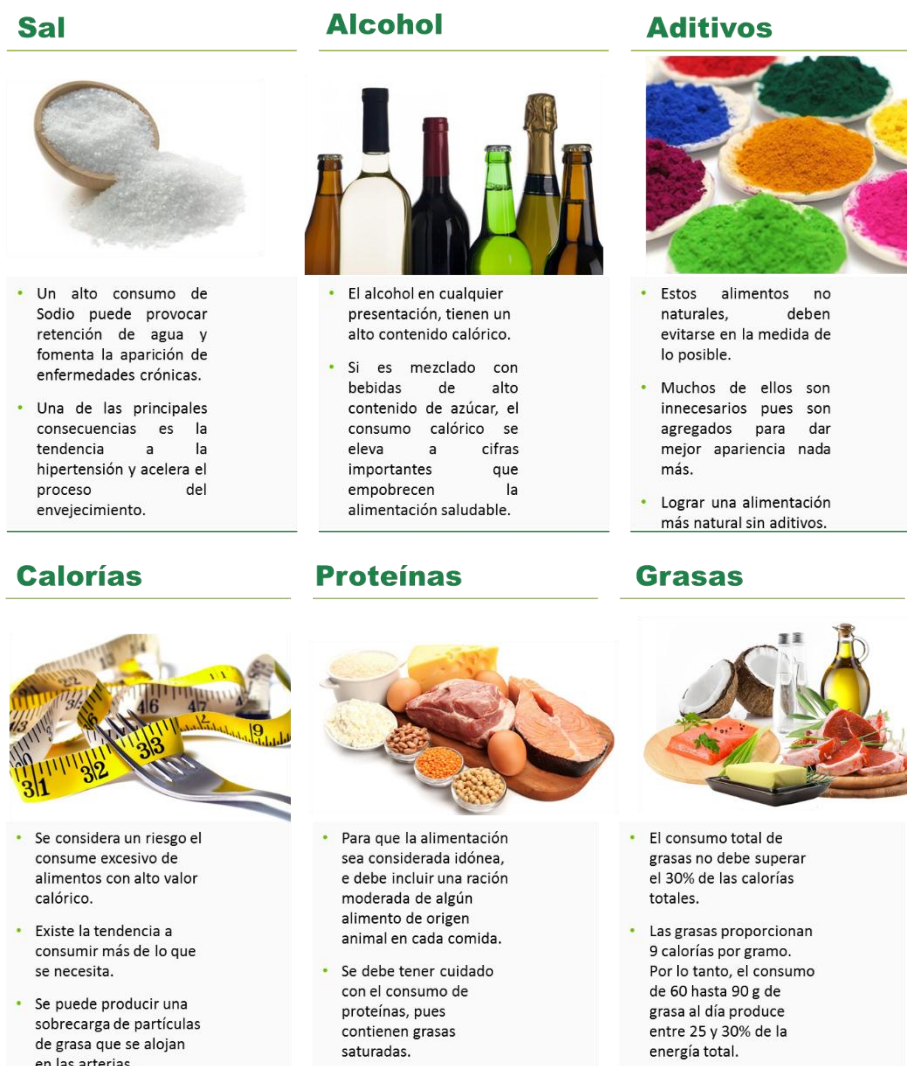 Sal
Un alto consumo de
Sodio puede provocar
retención de agua y
fomenta la aparición de
enfermedades crónicas.
Una de las principales
consecuencias es la
tendencia a la
hipertensión y acelera el
proceso del
envejecimiento.
Alcohol
El alcohol en cualquier
presentación, tienen un
alto contenido calórico.
Si es mezclado con
bebidas de alto
contenido de azúcar, el
consumo calórico se
eleva a cifras
importantes que
empobrecen la
alimentación saludable.
Aditivos
Estos alimentos no
naturales, deben
evitarse en la medida de
lo posible.
Muchos de ellos son
innecesarios pues son
agregados para dar
mejor apariencia nada
más.
Lograr una alimentación
más natural sin aditivos.
Calorías
31 32 33
46 47
19
Se considera un riesgo el
consume excesivo de
alimentos con alto valor
calórico.
Existe la tendencia a
consumir más de lo que
se necesita.
Se puede producir una
sobrecarga de partículas
de grasa que se alojan
en las arterias
Proteínas
Para que la alimentación
sea considerada idónea,
e debe incluir una ración
moderada de algún
alimento de origen
animal en cada comida.
Se debe tener cuidado
con el consumo de
proteínas, pues
contienen grasas
saturadas.
Grasas
El consumo total de
grasas no debe superar
el 30% de las calorías
totales.
Las grasas proporcionan
9 calorías por gramo.
Por lo tanto, el consumo
de 60 hasta 90 g de
grasa al día produce
entre 25 y 30% de la
energía total.